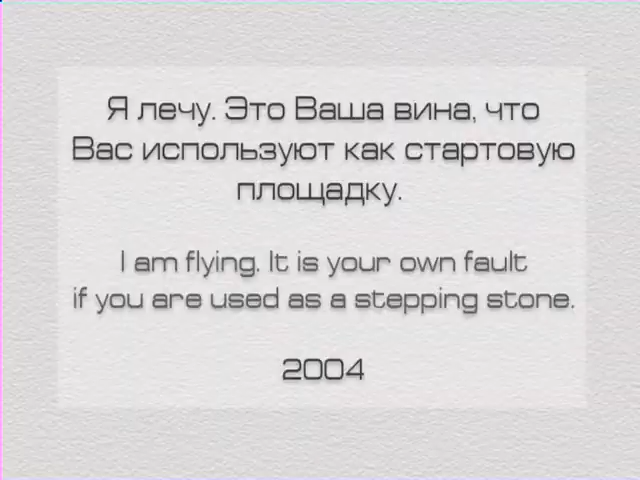 Я лечу. Это Ваша вина, что
Вас используют как стартовую
площадку.
I am flying. It is your own fault
if you are used as a stepping stone.
2004